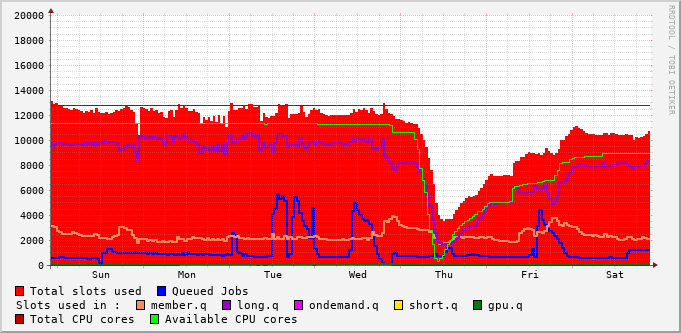 20000
18000
16000
14000
12000
10000
8000
6000
4000
2000
0
Sun Mon Tue Wed Thu Fri Sat
RRDTOOL / TOBI OETIKER
Total slots used Queued Jobs
Slots used in : member.q long.q ondemand.q short.q gpu.q
Total CPU cores Available CPU cores